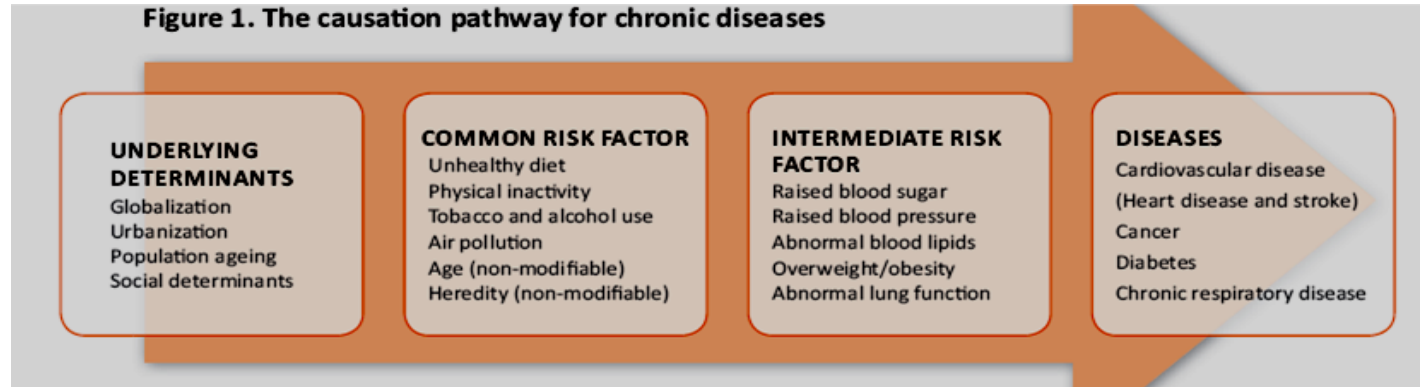 Figure 1. The causation pathway for chronic diseases
UNDERLYING
DETERMINANTS
Globalization
Urbanization
Population ageing
Social determinants
COMMON RISK FACTOR
Unhealthy diet
Physical inactivity
Tobacco and alcohol use
Air pollution
Age (non-modifiable)
Heredity (non-modifiable)
INTERMEDIATE RISK
FACTOR
Raised blood sugar
Raised blood pressure
Abnormal blood lipids
Overweight/obesity
Abnormal lung function
DISEASES
Cardiovascular disease
(Heart disease and stroke)
Cancer
Diabetes
Chronic respiratory disease